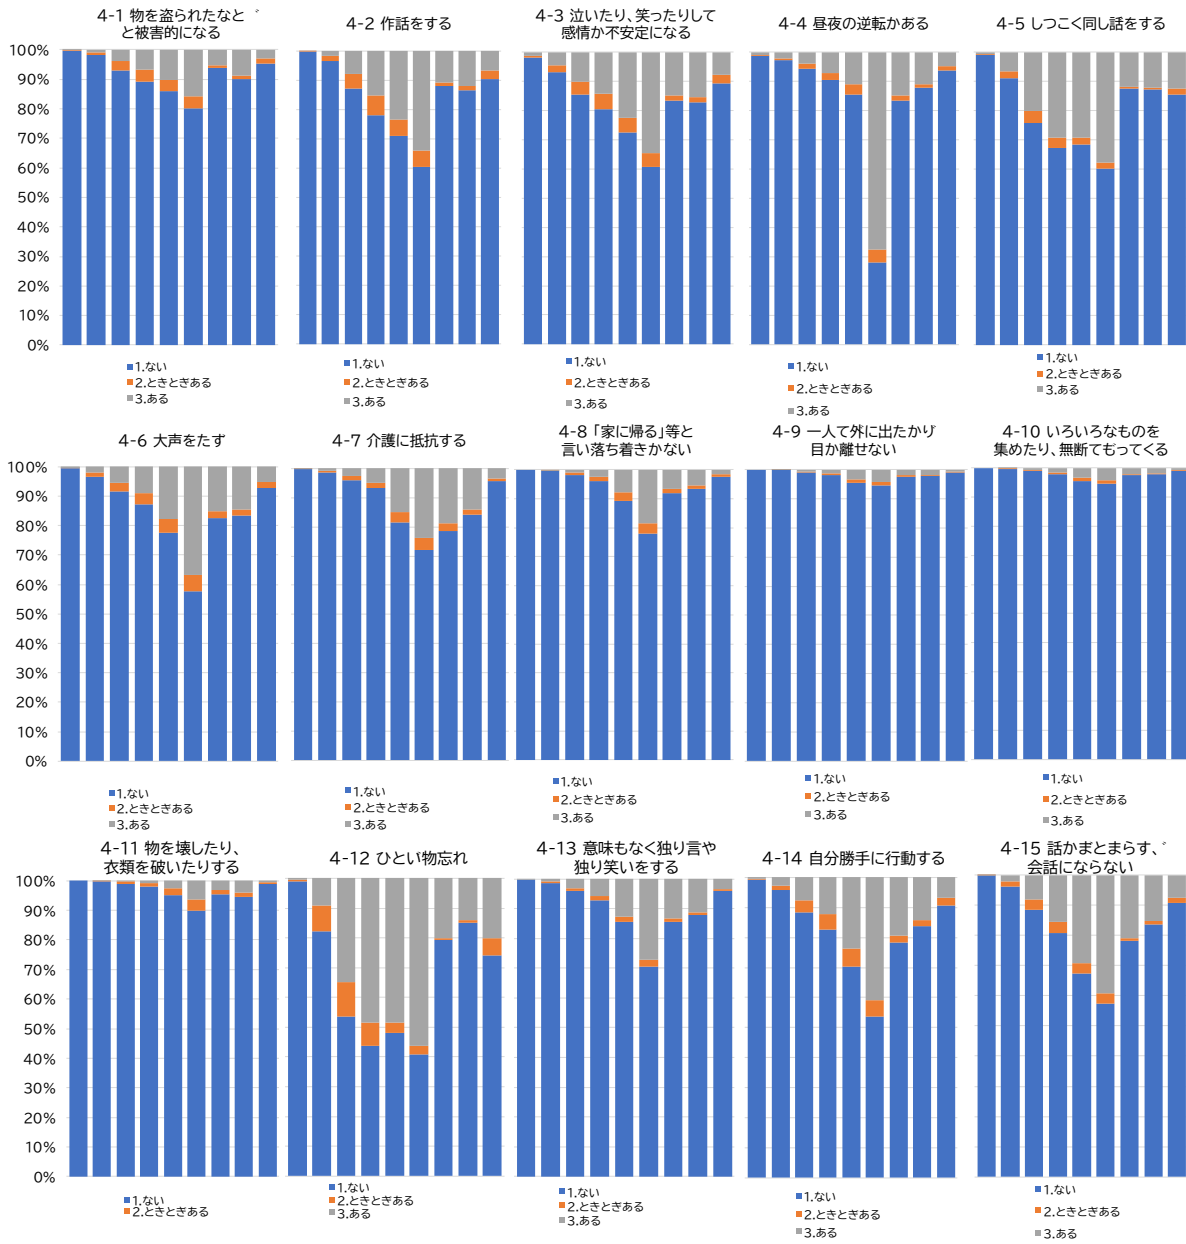 4-1 物を盗られたなど
と被害的になる
4-2 作話をする
4-3 泣いたり、笑ったりして
感情か不安定になる
4-4 昼夜の逆転かある
4-5 しつこく同し話をする
100%
90%
80%
70%
60%
50%
40%
30%
20%
10%
0%
■1.ない
■2.ときときある
■3.ある
■1.ない
■2.ときときある
■3.ある
■1.ない
■2.ときときある
■3.ある
■1.ない
■2.ときときある
■3.ある
■1.ない
■2.ときときある
■3.ある
4-6 大声をたす
4-7 介護に抵抗する
4-8 「家に帰る」等と
言い落ち着きかない
4-9 一人て外に出たかり
目か離せない
4-10 いろいろなものを
集めたり、無断てもってくる
100%
90%
80%
70%
60%
50%
40%
30%
20%
10%
0%
■1.ない
■2.ときときある
■3.ある
■1.ない
■2.ときときある
■3.ある
■1.ない
■2.ときときある
■3.ある
■1.ない
■2.ときときある
■3.ある
■1.ない
■2.ときときある
■3.ある
4-11 物を壊したり、
衣類を破いたりする
4-12 ひとい物忘れ
4-13 意味もなく独り言や
独り笑いをする
4-14 自分勝手に行動する
4-15 話かまとまらす、
会話にならない
100%
90%
80%
70%
60%
50%
40%
30%
20%
10%
0%
■1.ない
■2.ときときある
■1.ない
■2.ときときある
■3.ある
■1.ない
■2.ときときある
■3.ある
■1.ない
■2.ときときある
■3.ある
■1.ない
■2.ときときある
■3.ある